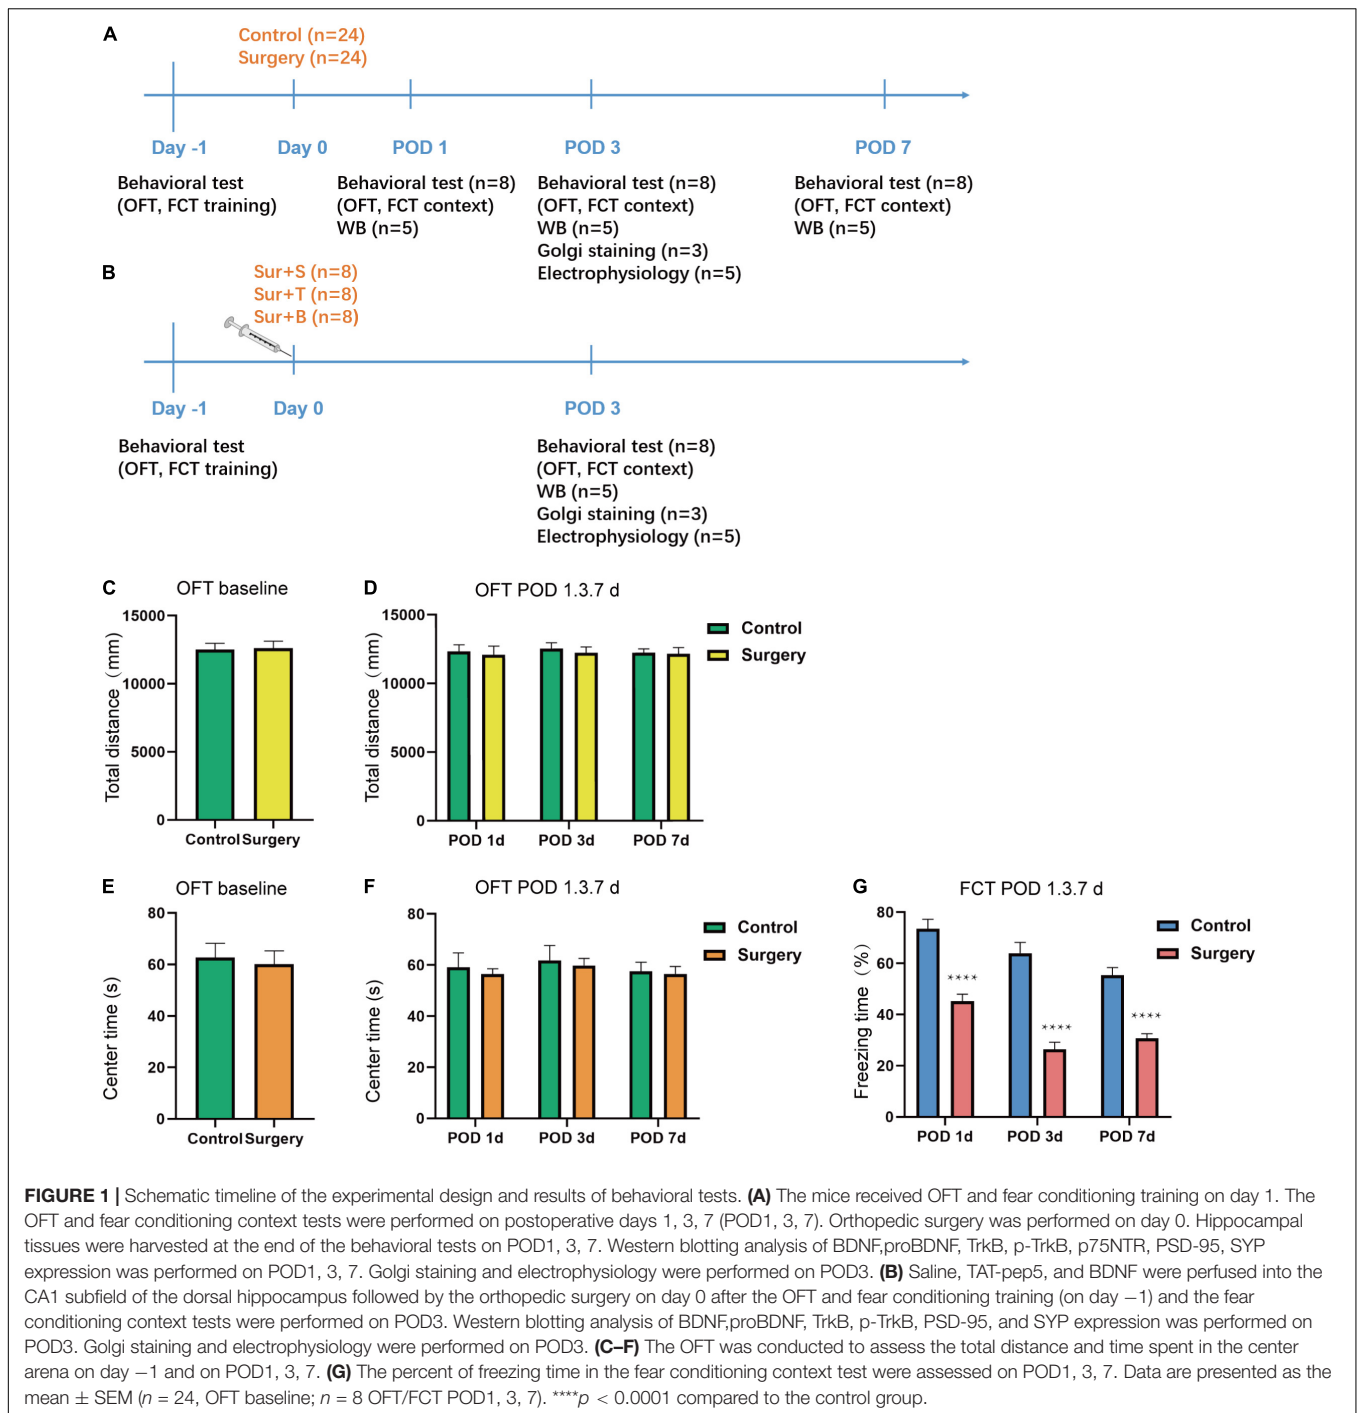 A
Control (n=24)
Surgery (n=24)
Day -1
Day 0
POD 1
POD 3
POD 7
Behavioral test
(OFT, FCT training)
Behavioral test (n=8)
(OFT, FCT context)
WB (n=5)
Behavioral test (n=8)
(OFT, FCT context)
WB (n=5)
Golgi staining (n=3)
Electrophysiology (n=5)
Behavioral test (n=8)
(OFT, FCT context)
WB (n=5)
B
Sur+S (n=8)
Sur+T (n=8)
Sur+B (n=8)
Day -1
Day 0
POD 3
Behavioral test
(OFT, FCT training)
Behavioral test (n=8)
(OFT, FCT context)
WB (n=5)
Golgi staining (n=3)
Electrophysiology (n=5)
C
OFT baseline
Total distance (mm)
15000
10000
5000
0
Control Surgery
D
OFT POD 1.3.7 d
Total distance (mm)
15000
10000
5000
0
POD 1d
POD 3d
POD 7d
Control
Surgery
E
OFT baseline
Center time (s)
80
60
40
20
0
Control Surgery
F
OFT POD 1.3.7 d
Center time (s)
80
60
40
20
0
POD 1d
POD 3d
POD 7d
Control
Surgery
G
FCT POD 1.3.7 d
Freezing time (%)
80
60
40
20
0
****
****
****
POD 1d
POD 3d
POD 7d
Control
Surgery
FIGURE 1 | Schematic timeline of the experimental design and results of behavioral tests. (A) The mice received OFT and fear conditioning training on day 1. The
OFT and fear conditioning context tests were performed on postoperative days 1, 3, 7 (POD1, 3, 7). Orthopedic surgery was performed on day 0. Hippocampal
tissues were harvested at the end of the behavioral tests on POD1, 3, 7. Western blotting analysis of BDNF,proBDNF, TrkB, p-TrkB, p75NTR, PSD-95, SYP
expression was performed on POD1, 3, 7. Golgi staining and electrophysiology were performed on POD3. (B) Saline, TAT-pep5, and BDNF were perfused into the
CA1 subfield of the dorsal hippocampus followed by the orthopedic surgery on day 0 after the OFT and fear conditioning training (on day −1) and the fear
conditioning context tests were performed on POD3. Western blotting analysis of BDNF,proBDNF, TrkB, p-TrkB, PSD-95, and SYP expression was performed on
POD3. Golgi staining and electrophysiology were performed on POD3. (C–F) The OFT was conducted to assess the total distance and time spent in the center
arena on day −1 and on POD1, 3, 7. (G) The percent of freezing time in the fear conditioning context test were assessed on POD1, 3, 7. Data are presented as the
mean ± SEM (n = 24, OFT baseline; n = 8 OFT/FCT POD1, 3, 7). ****p < 0.0001 compared to the control group.